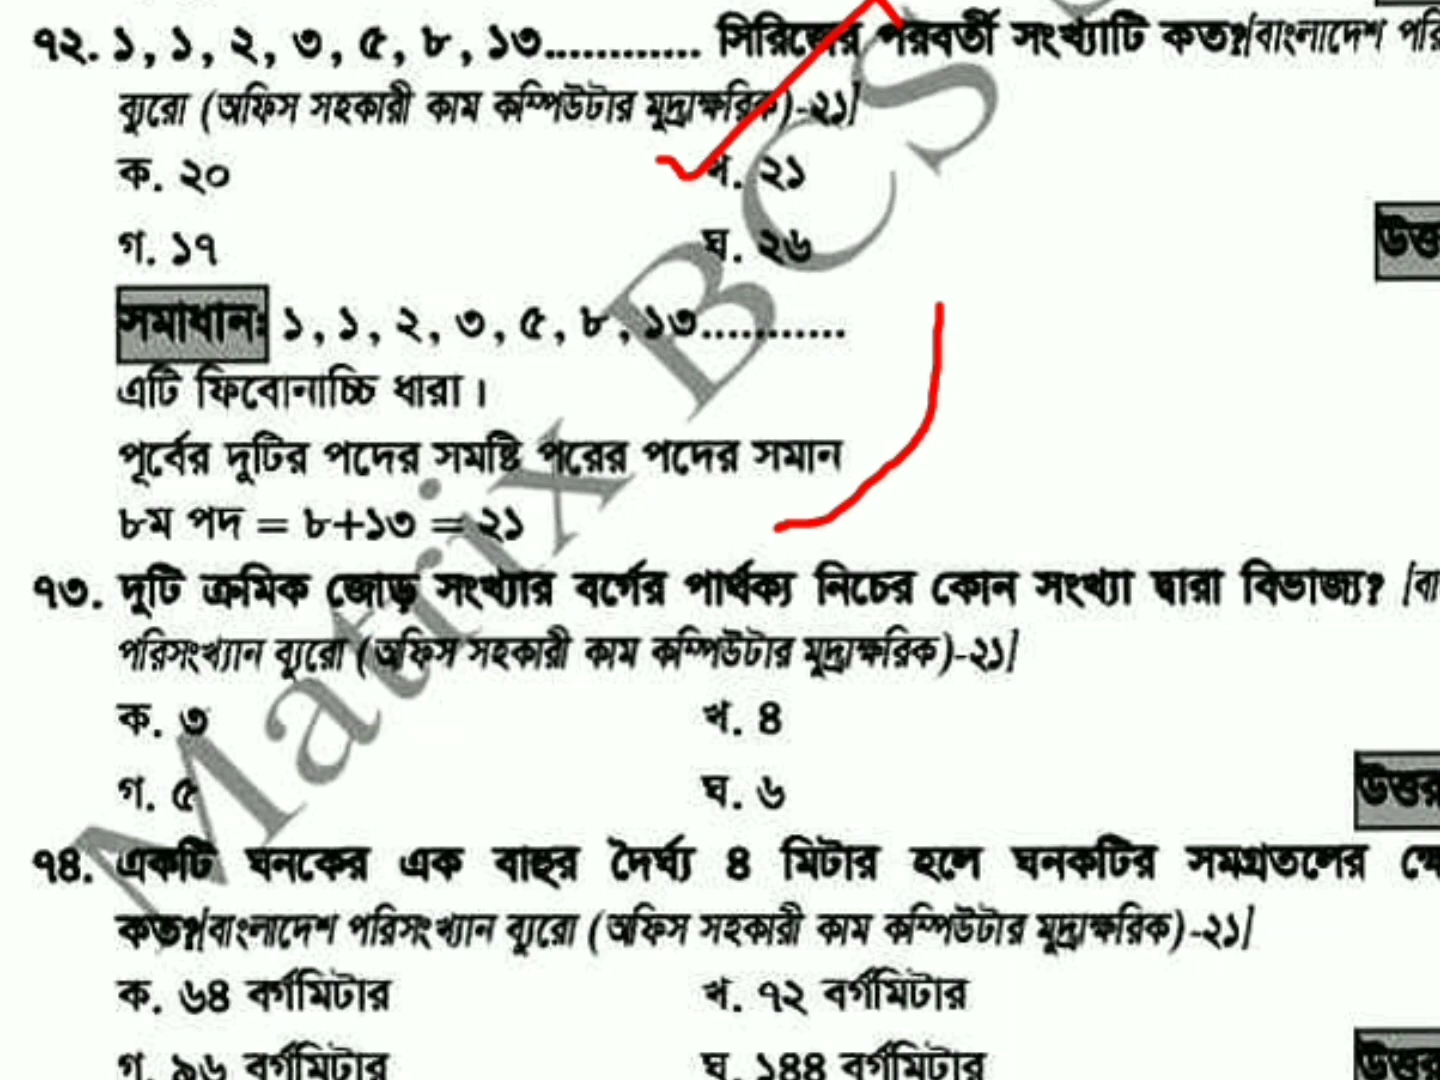 ৭২. ১, ১, ২, ৩, ৫, ৮, ১৩............ সিরিজের পরবর্তী সংখ্যাটি কত?[বাংলাদেশ
ব্যুরো (অফিস সহকারী কাম কম্পিউটার মুদ্রাক্ষরিক)-২১]
ক. ২০ খ. ২১
গ. ১৭ ঘ. ২৬
সমাধান: ১, ১, ২, ৩, ৫, ৮, ১৩...........
এটি ফিবোনাচ্চি ধারা।
পূর্বের দুটির পদের সমষ্টি পরের পদের সমান
৮ম পদ = ৮+১৩ = ২১
৭৩. দুটি ক্রমিক জোড় সংখ্যার বর্গের পার্থক্য নিচের কোন সংখ্যা দ্বারা বিভাজ্য?
পরিসংখ্যান ব্যুরো (অফিস সহকারী কাম কম্পিউটার মুদ্রাক্ষরিক)-২১]
ক. ৩ খ. ৪
গ. ৫ ঘ. ৬
উত্তর
৭৪. একটি ঘনকের এক বাহুর দৈর্ঘ্য ৪ মিটার হলে ঘনকটির সমগ্রতলের
কত?[বাংলাদেশ পরিসংখ্যান ব্যুরো (অফিস সহকারী কাম কম্পিউটার মুদ্রাক্ষরিক)-২১]
ক. ৬৪ বর্গমিটার খ. ৭২ বর্গমিটার
গ. ৯৬ বর্গমিটার ঘ. ১৪৪ বর্গমিটার
উত্তর
Matrix BCS